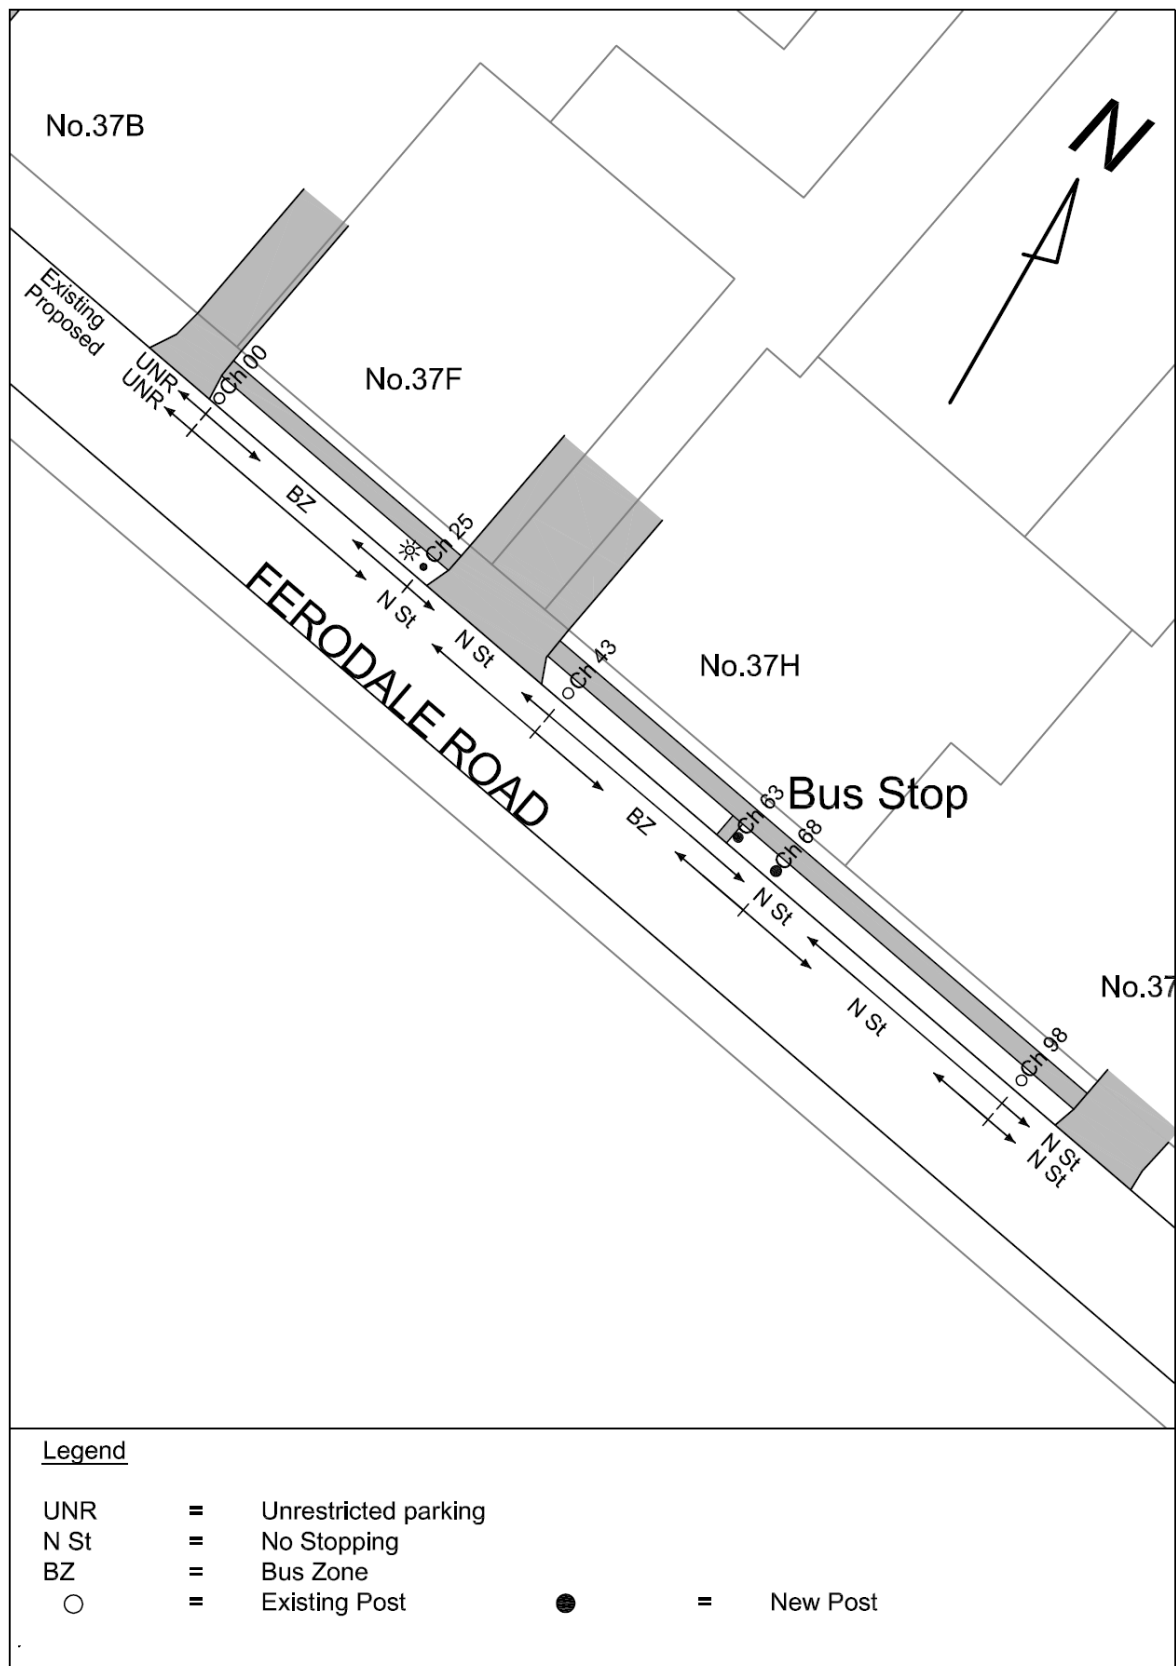 N
No.37B
Existing
Proposed
UNR
UNR
Ch 00
No.37F
BZ
Ch 25
N St
N St
FERODALE ROAD
Ch 43
No.37H
Bus Stop
Ch 63
BZ
Ch 68
N St
No.37
N St
Ch 98
N St
N St
Legend
UNR = Unrestricted parking
N St = No Stopping
BZ = Bus Zone
= Existing Post = New Post